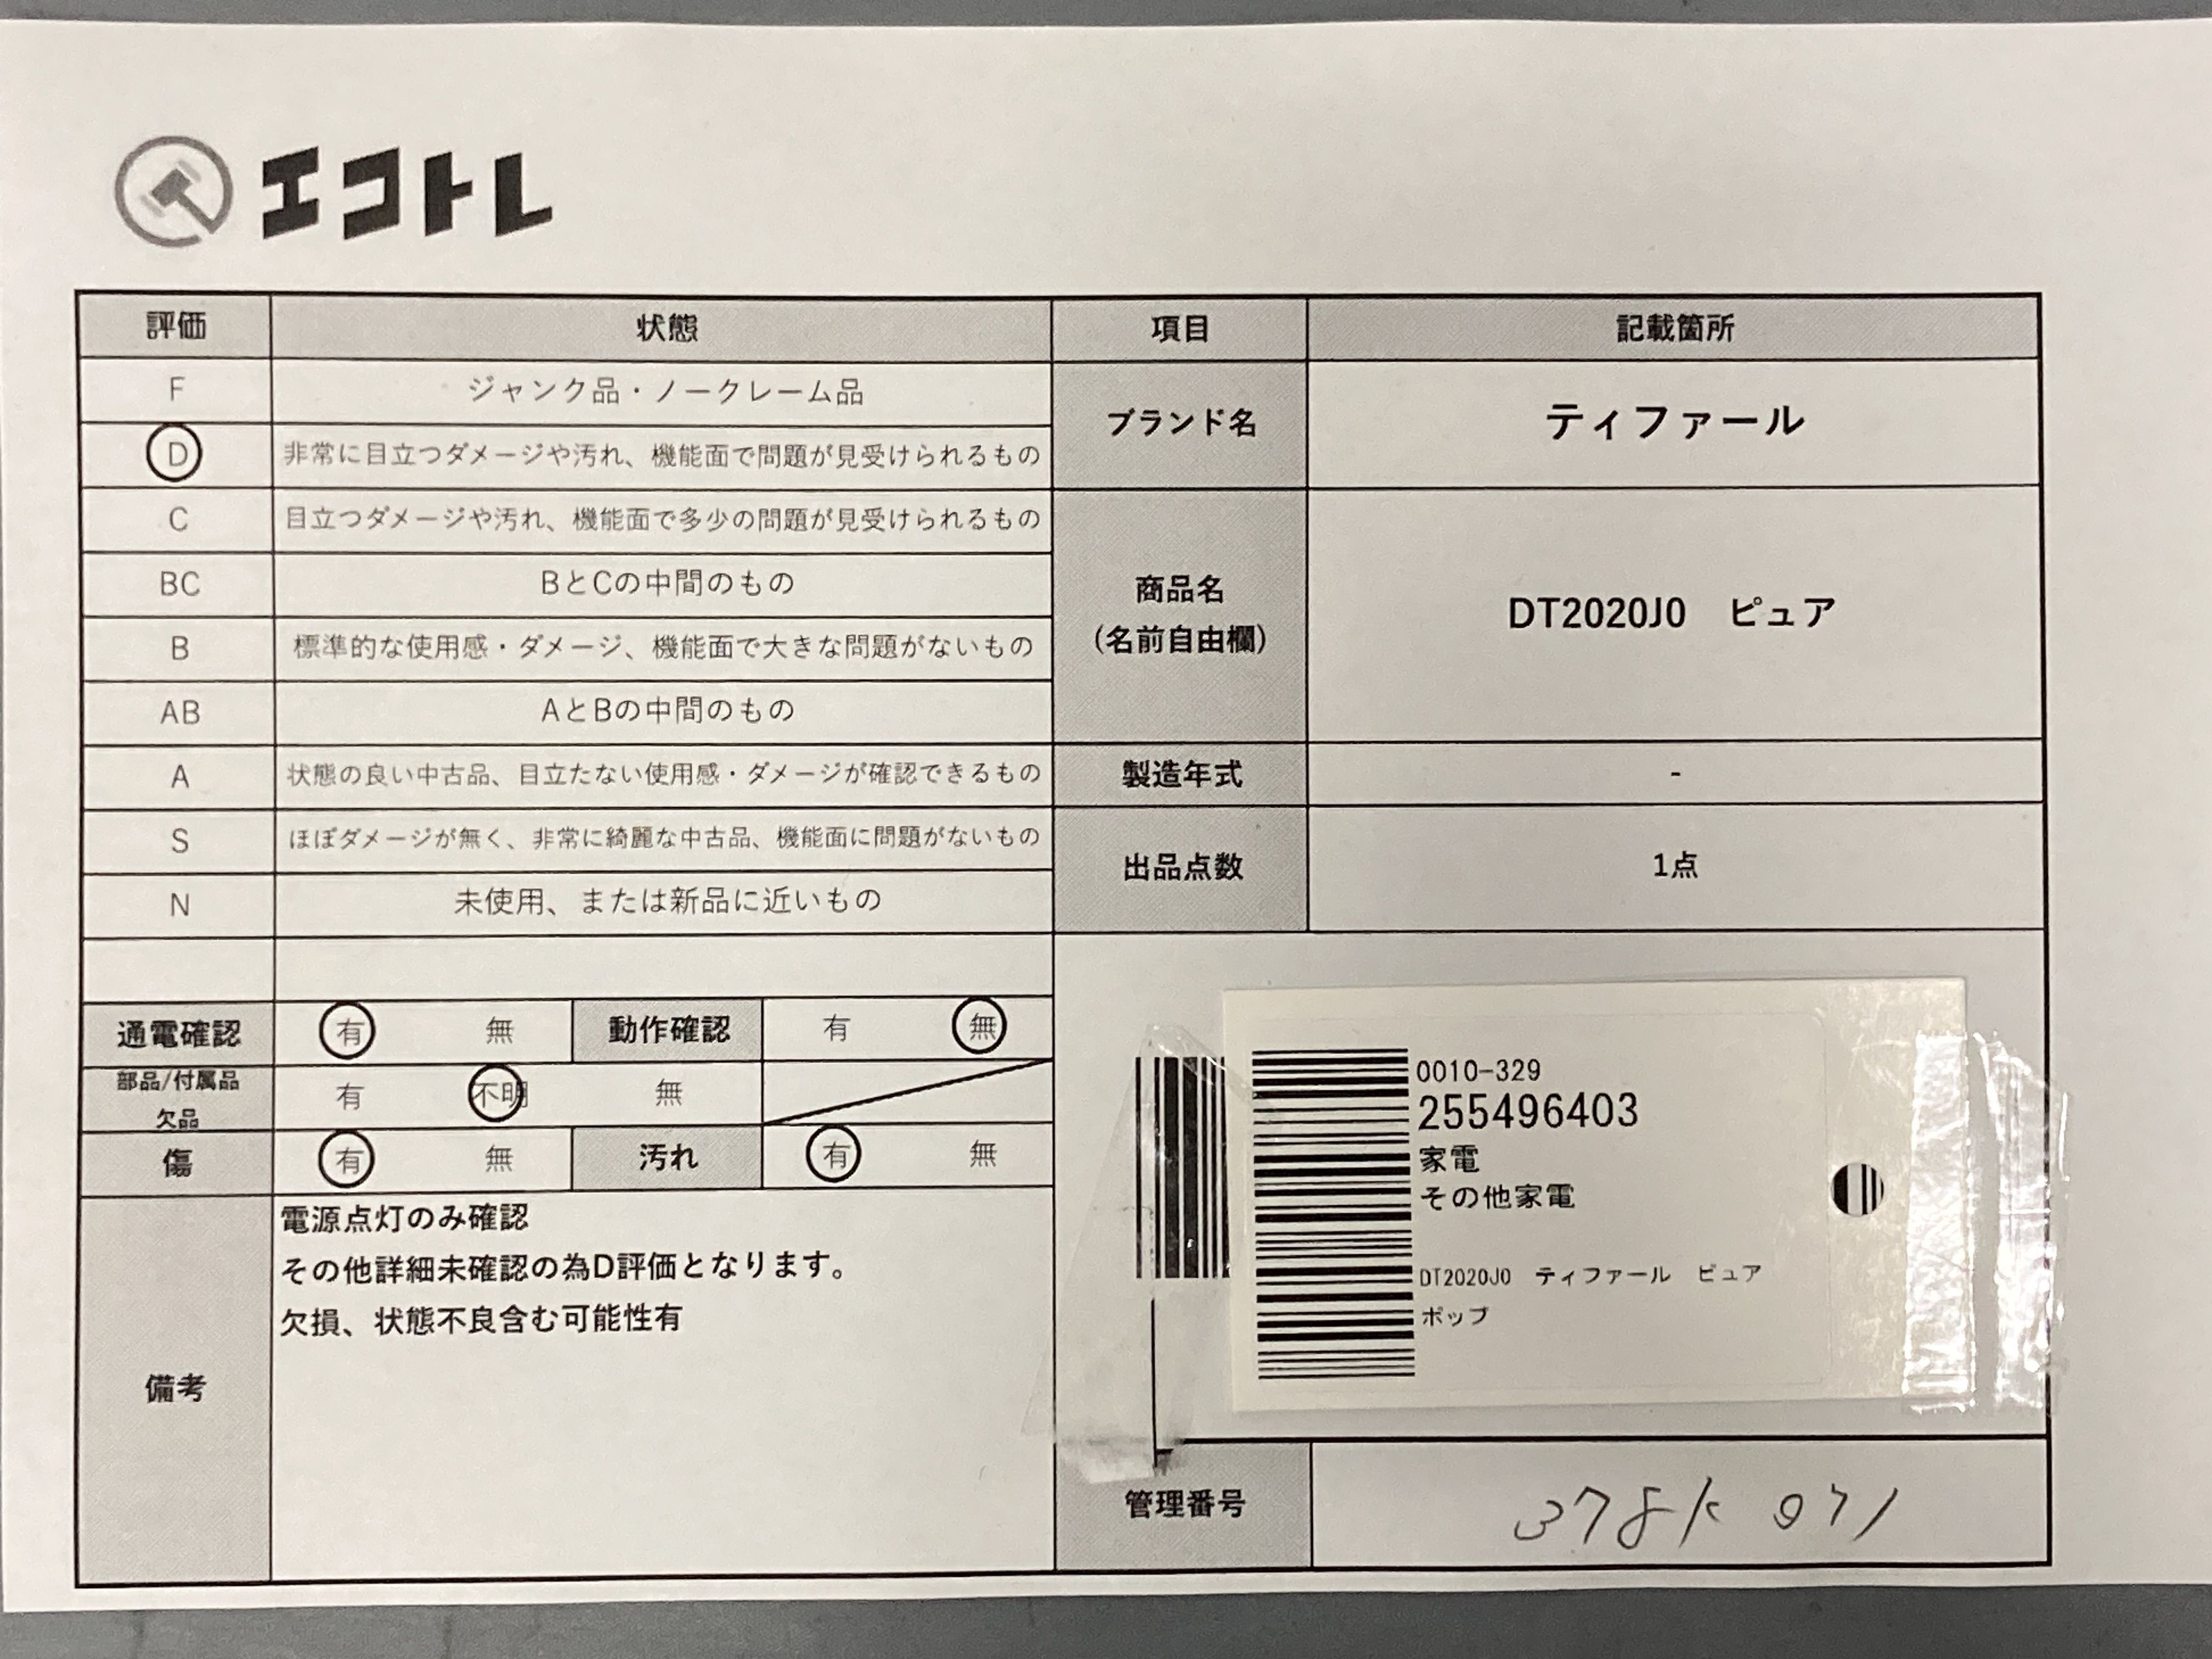 エコトレ
評価 状態 項目 記載箇所
F ジャンク品・ノークレーム品
D 非常に目立つダメージや汚れ、機能面で問題が見受けられるもの
ブランド名 ティファール
C 目立つダメージや汚れ、機能面で多少の問題が見受けられるもの
BC BとCの中間のもの
B 標準的な使用感・ダメージ、機能面で大きな問題がないもの
AB AとBの中間のもの
商品名
(名前自由欄)
DT2020J0 ピュア
A 状態の良い中古品、目立たない使用感・ダメージが確認できるもの
製造年式 -
S ほぼダメージが無く、非常に綺麗な中古品、機能面に問題がないもの
N 未使用、または新品に近いもの
出品点数 1点
通電確認 有 無 動作確認 有 無
部品/付属品
欠品
有 不明 無
傷 有 無 汚れ 有 無
備考
電源点灯のみ確認
その他詳細未確認の為D評価となります。
欠損、状態不良含む可能性有
0010-329
255496403
家電
その他家電
DT2020J0 ティファール ピュア
ポップ
管理番号 378K 071